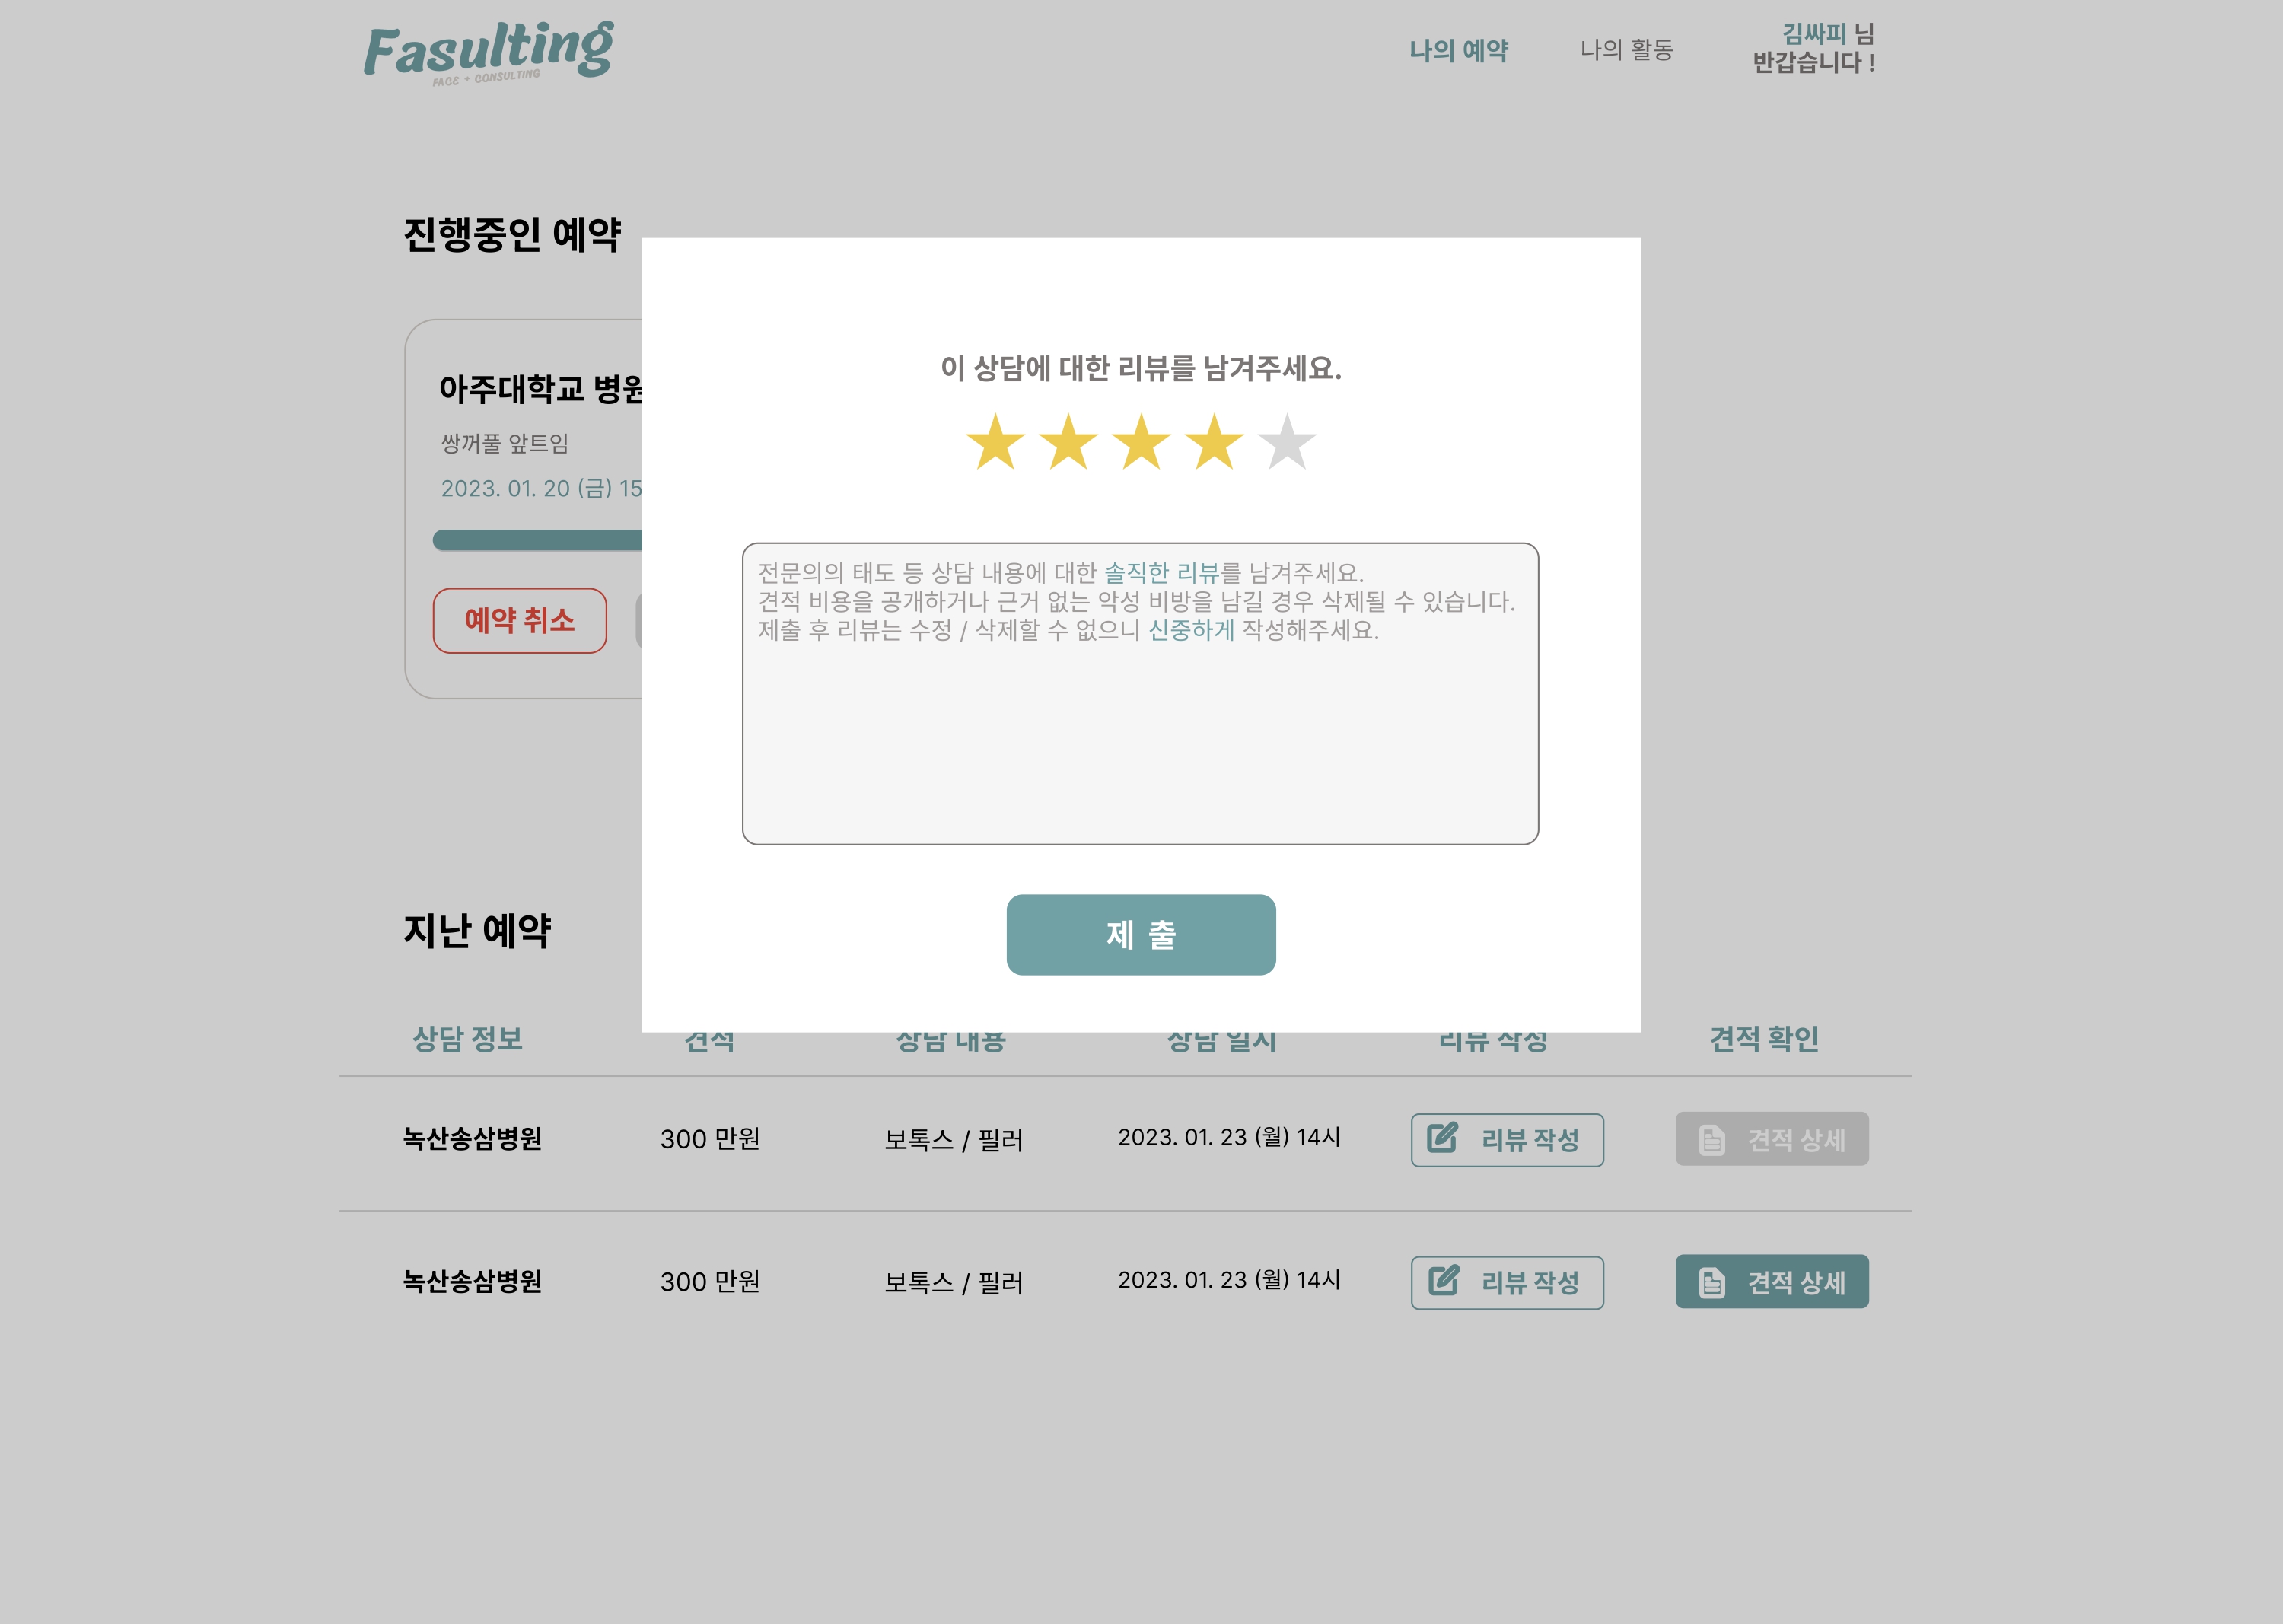 Fasulting
FACE + CONSULTING
나의 예약
나의 활동
김싸피 님
반갑습니다 !
진행중인 예약
아주대학교 병원
쌍꺼풀 앞트임
2023. 01. 20 (금) 15
예약 취소
이 상담에 대한 리뷰를 남겨주세요.
전문의의 태도 등 상담 내용에 대한 솔직한 리뷰를 남겨주세요.
견적 비용을 공개하거나 근거 없는 악성 비방을 남길 경우 삭제될 수 있습니다.
제출 후 리뷰는 수정 / 삭제할 수 없으니 신중하게 작성해주세요.
제 출
지난 예약
상담 정보 견적 상담 내용 상담 일시 리뷰 작성 견적 확인
녹산송삼병원 300 만원 보톡스 / 필러 2023. 01. 23 (월) 14시 리뷰 작성 견적 상세
녹산송삼병원 300 만원 보톡스 / 필러 2023. 01. 23 (월) 14시 리뷰 작성 견적 상세